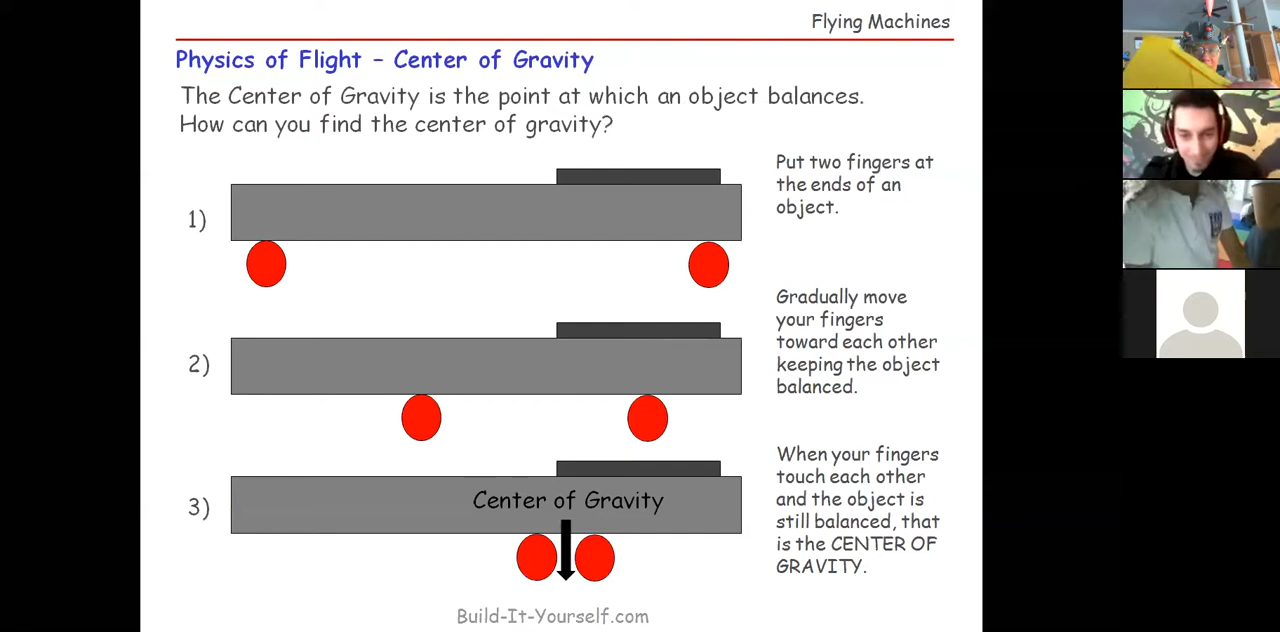 Flying Machines
Physics of Flight – Center of Gravity
The Center of Gravity is the point at which an object balances.
How can you find the center of gravity?
1)
Put two fingers at
the ends of an
object.
2)
Gradually move
your fingers
toward each other
keeping the object
balanced.
3)
Center of Gravity
When your fingers
touch each other
and the object is
still balanced, that
is the CENTER OF
GRAVITY.
Build-It-Yourself.com